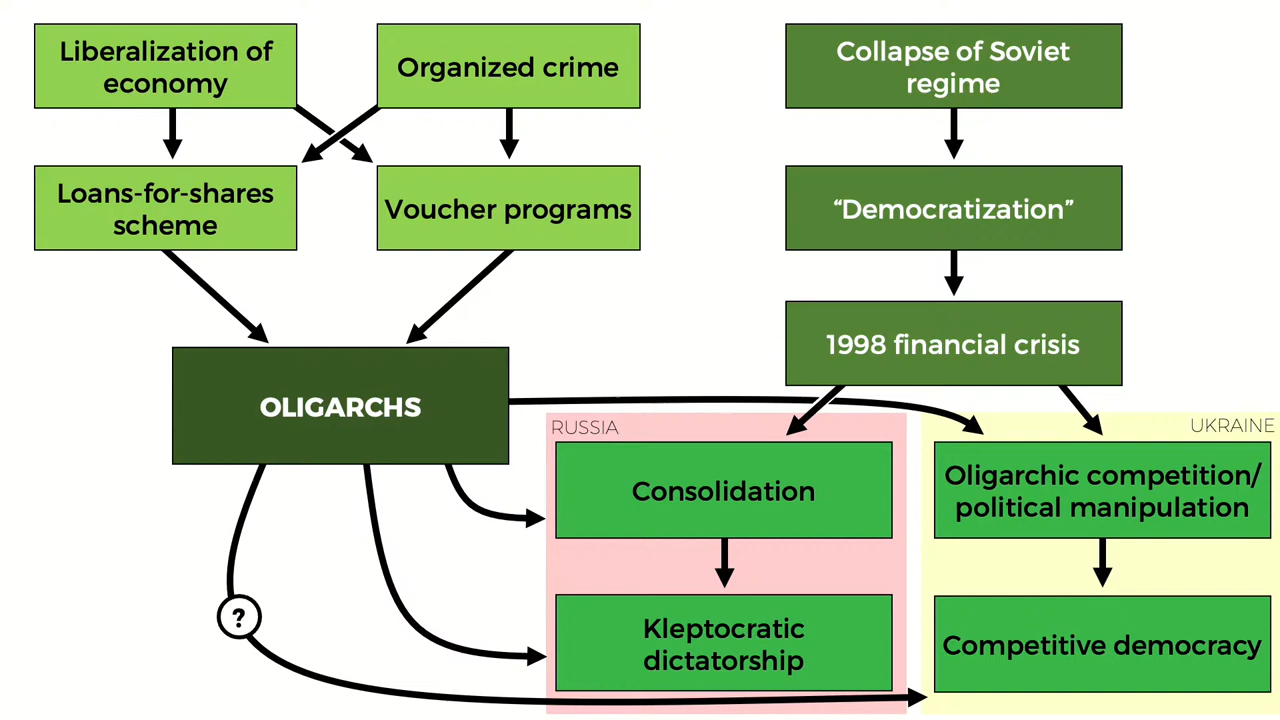 Liberalization of
economy
Organized crime
Collapse of Soviet
regime
Loans-for-shares
scheme
Voucher programs
“Democratization”
1998 financial crisis
OLIGARCHS
RUSSIA
UKRAINE
Consolidation
Oligarchic competition/
political manipulation
?
Kleptocratic
dictatorship
Competitive democracy